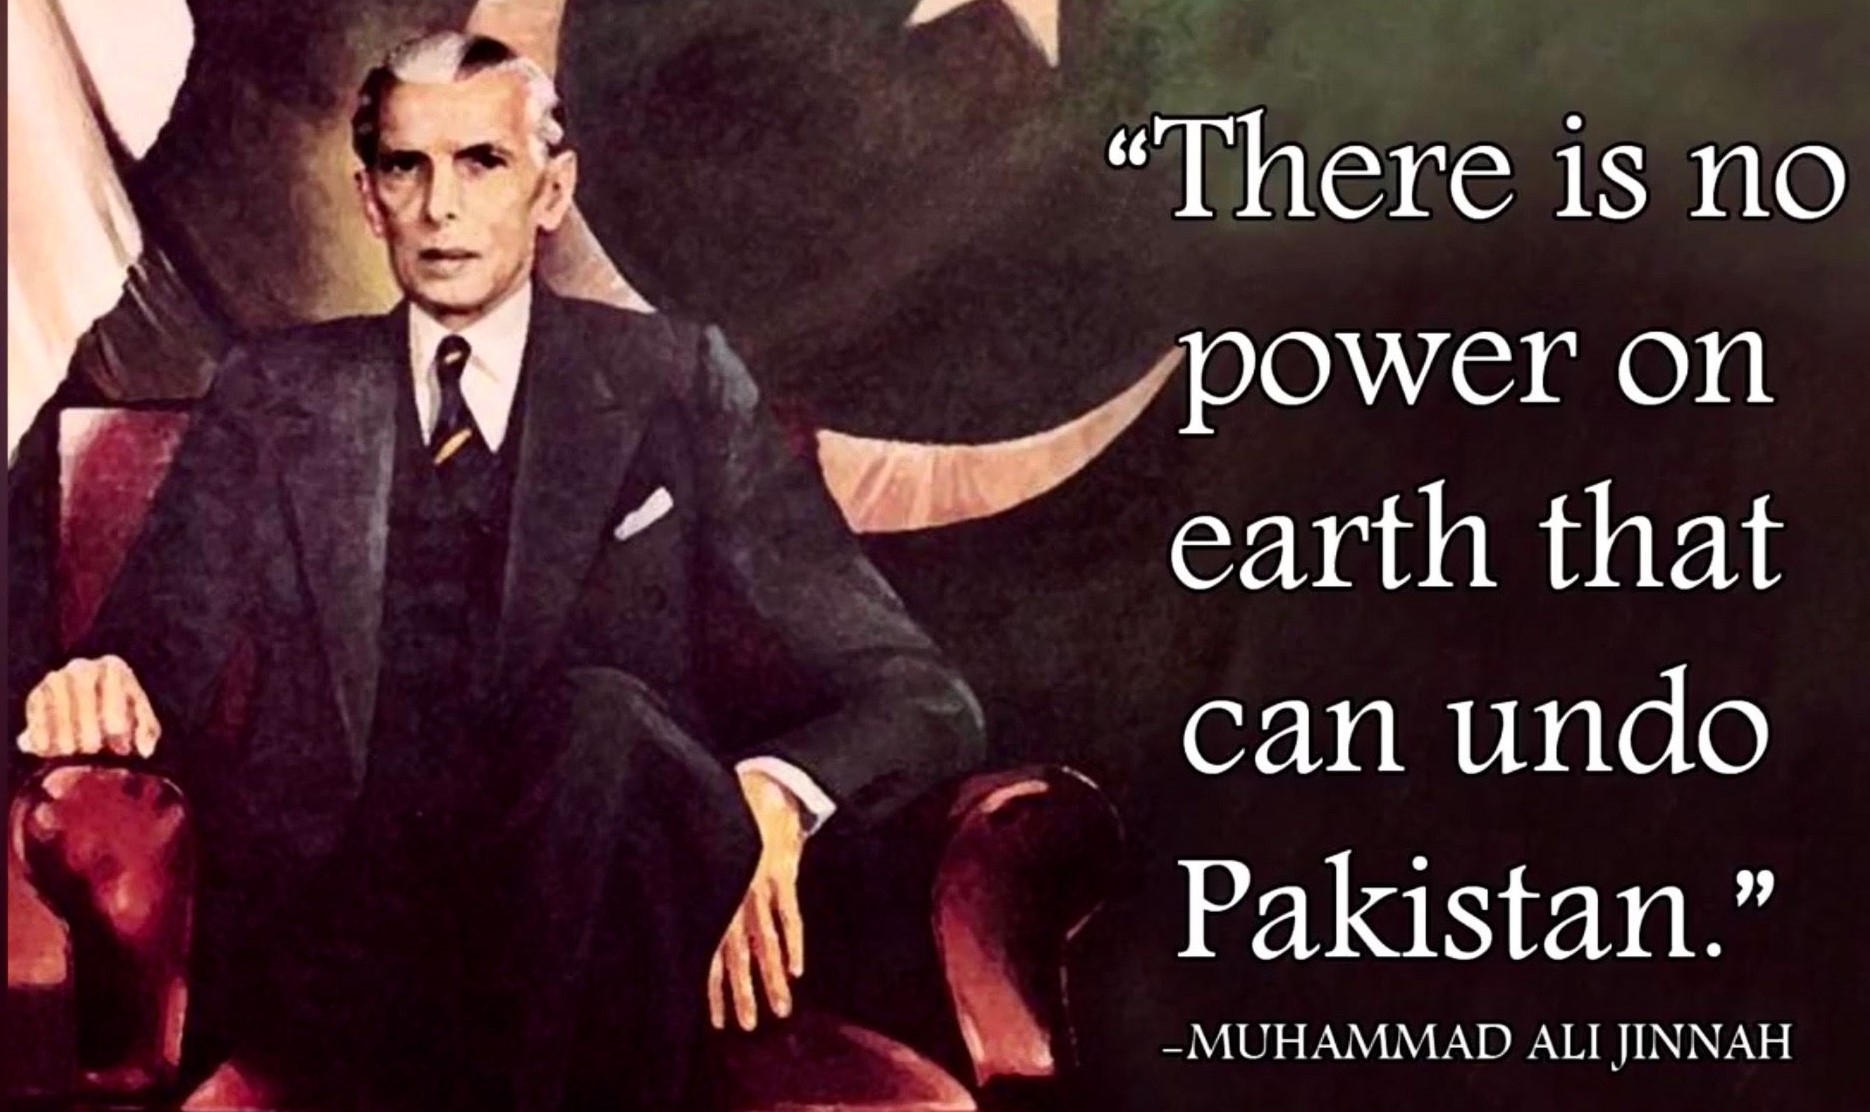 “There is no
power on
earth that
can undo
Pakistan.”
-MUHAMMAD ALI JINNAH